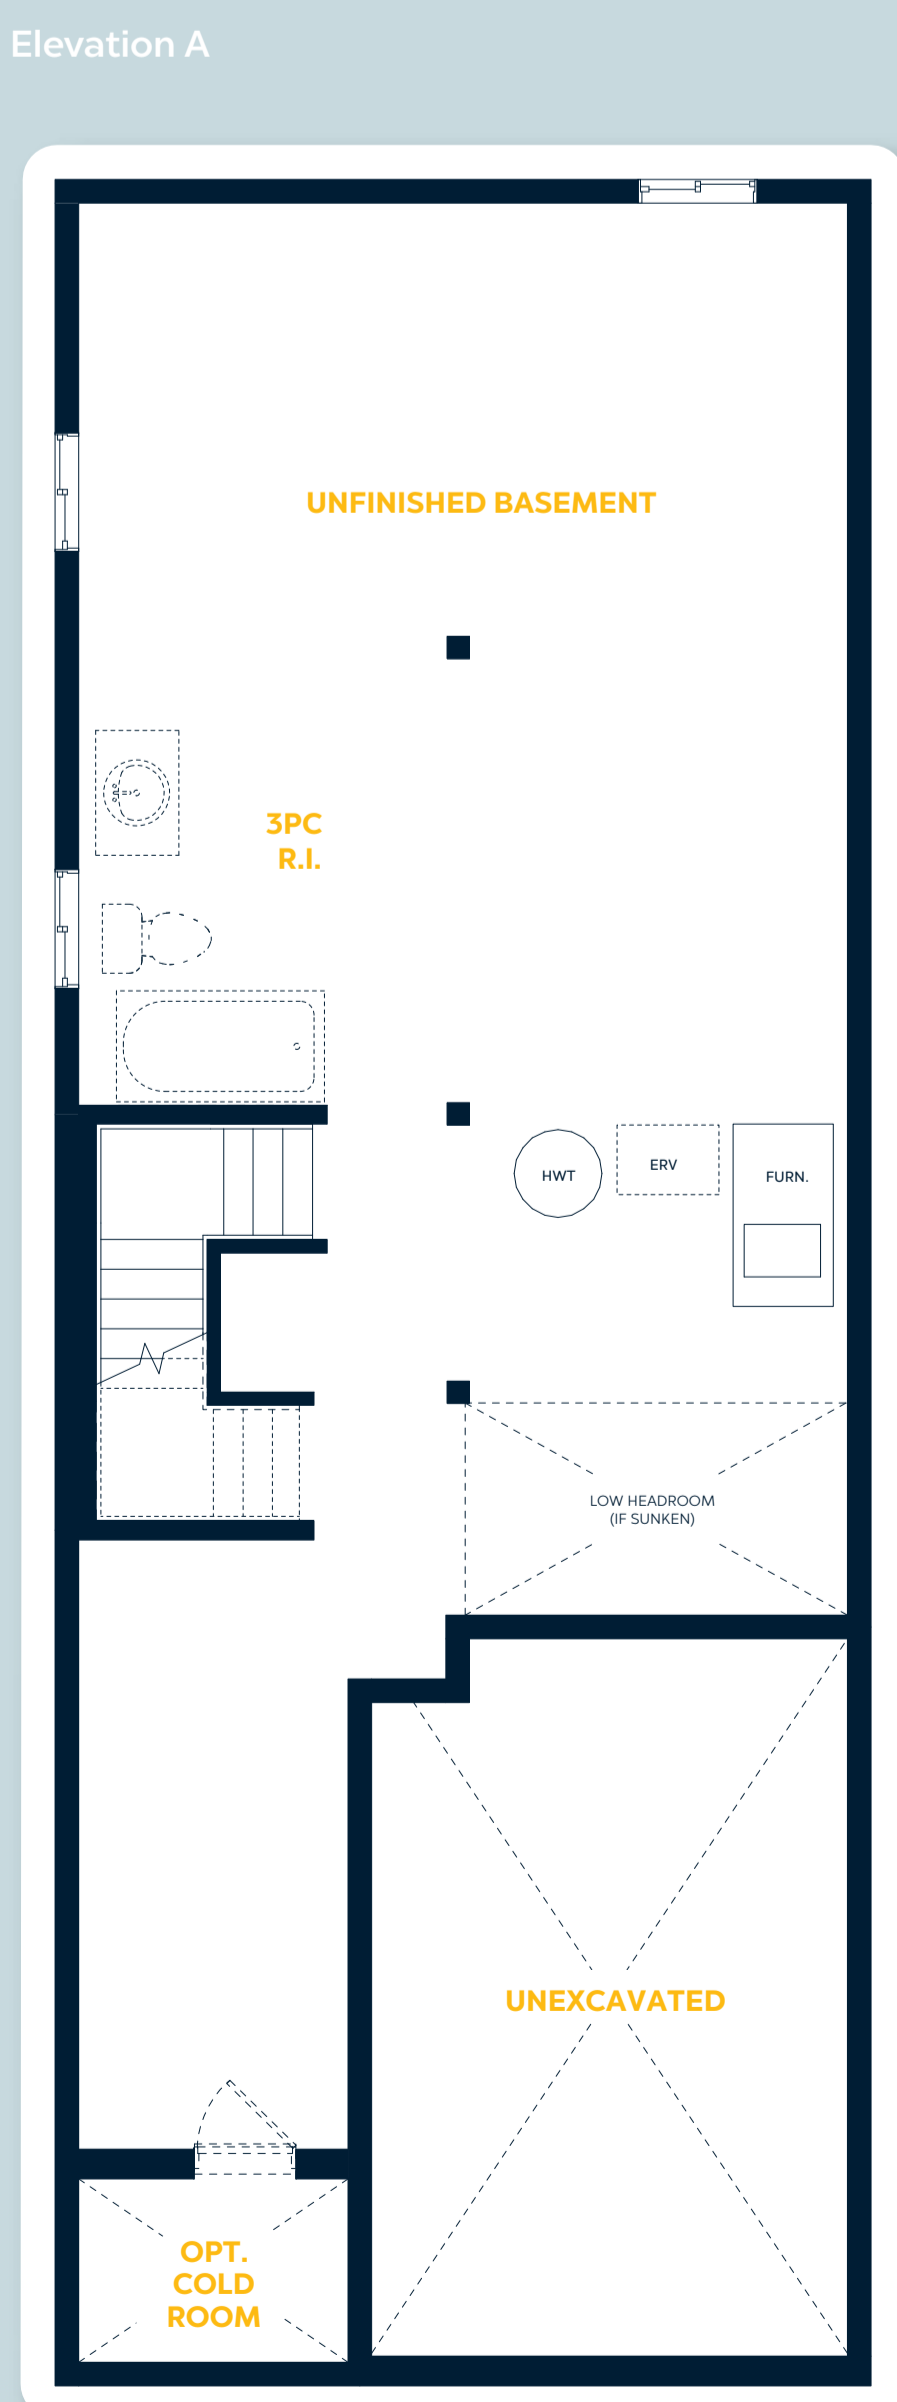 Elevation A
UNFINISHED BASEMENT
3PC
R.I.
HWT
ERV
FURN.
LOW HEADROOM
(IF SUNKEN)
UNEXCAVATED
OPT.
COLD
ROOM